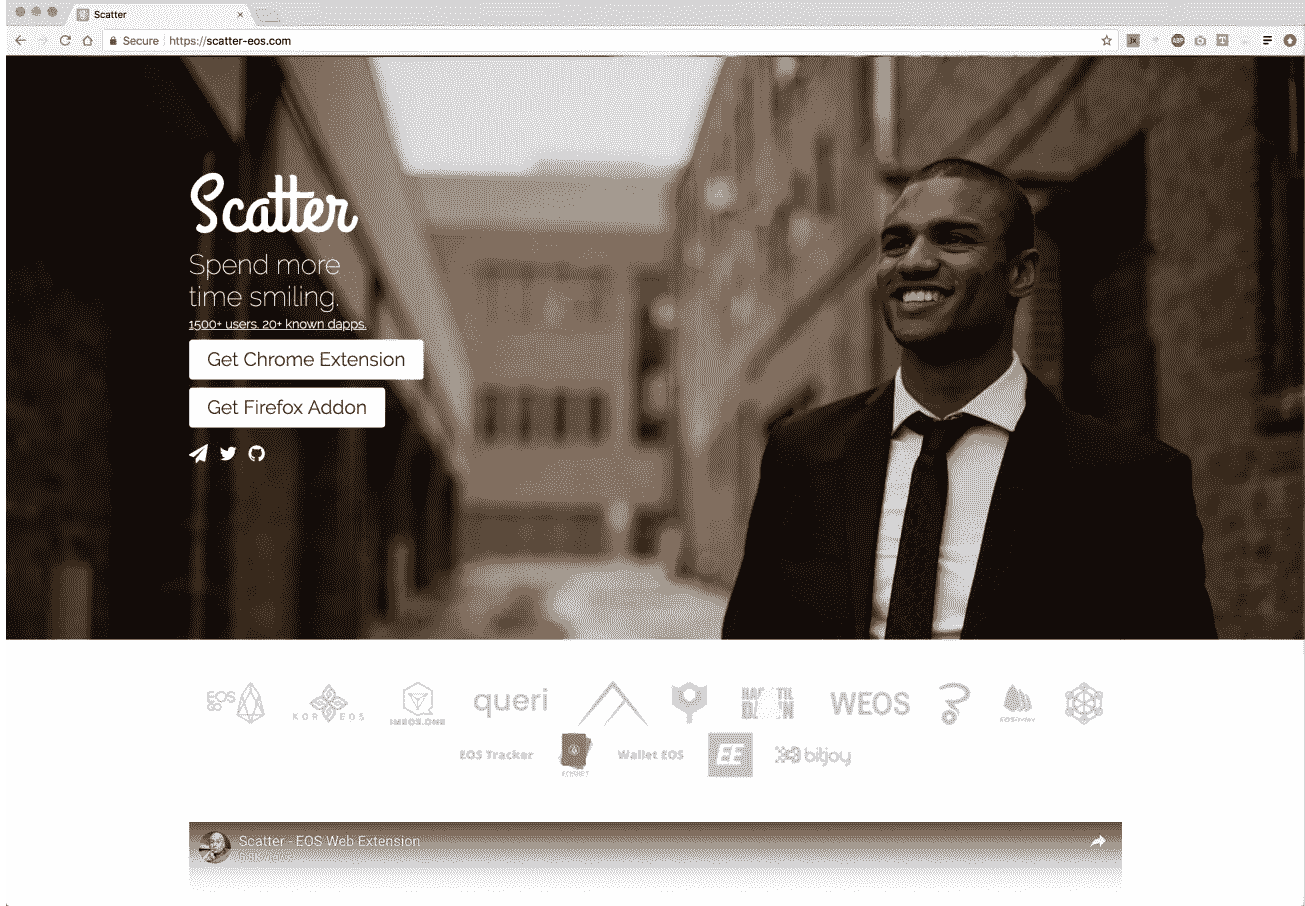 Scatter
Secure https://scatter-eos.com
Scatter
Spend more
time smiling.
1500+ users. 20+ known dapps.
Get Chrome Extension
Get Firefox Addon
EOS
GO
KOREOS
IMEOS.ONE
queri
WEOS
EOS Tracker
Wallet EOS
EE
bitjoy
Scatter - EOS Web Extension